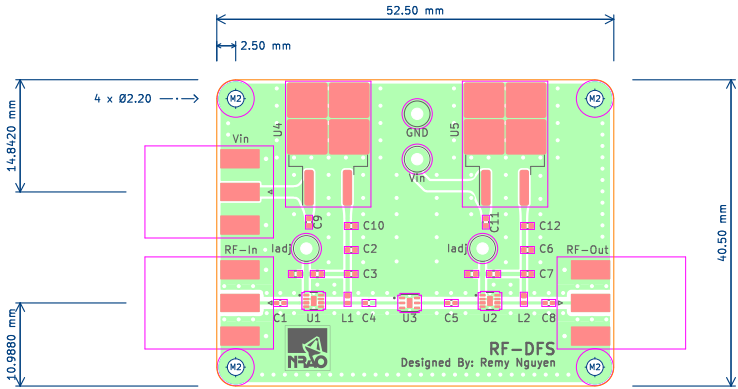 52.50 mm
2.50 mm
4 x Ø2.20
M2
M2
14.8420 mm
40.50 mm
10.9880 mm
Vin
U4
U5
GND
Vin
C9
C10
C11
C12
Iadj
C2
Iadj
C6
RF-In
RF-Out
C3
C7
C1
U1
L1
C4
U3
C5
U2
L2
C8
NRAO
RF-DFS
Designed By: Remy Nguyen
M2
M2